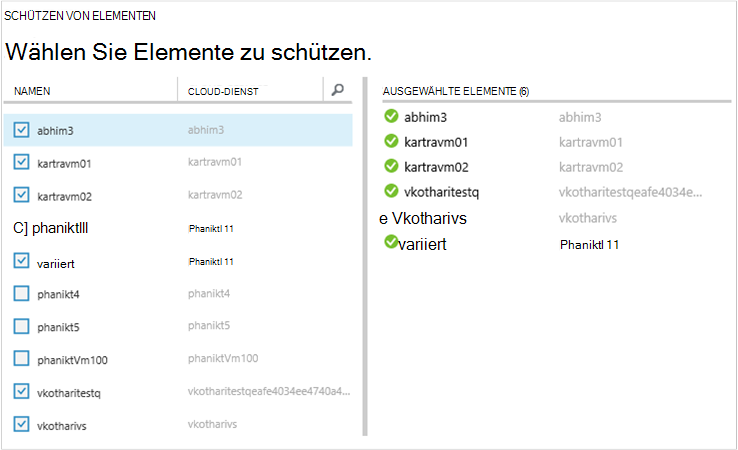 SCHÜTZEN VON ELEMENTEN
Wählen Sie Elemente zu schützen.
NAMEN CLOUD-DIENST
abhim3 abhim3
kartravm01 kartravm01
kartravm02 kartravm02
C] phaniktlll Phaniktl 11
variiert Phaniktl 11
phanikt4 phanikt4
phanikt5 phanikt5
phaniktVm100 phaniktVm100
vkotharitestq vkotharitestqeafe4034ee4740a4...
vkotharivs vkotharivs
AUSGEWÄHLTE ELEMENTE (6)
abhim3 abhim3
kartravm01 kartravm01
kartravm02 kartravm02
vkotharitestq vkotharitestqeafe4034e...
e Vkotharivs vkotharivs
variiert Phaniktl 11